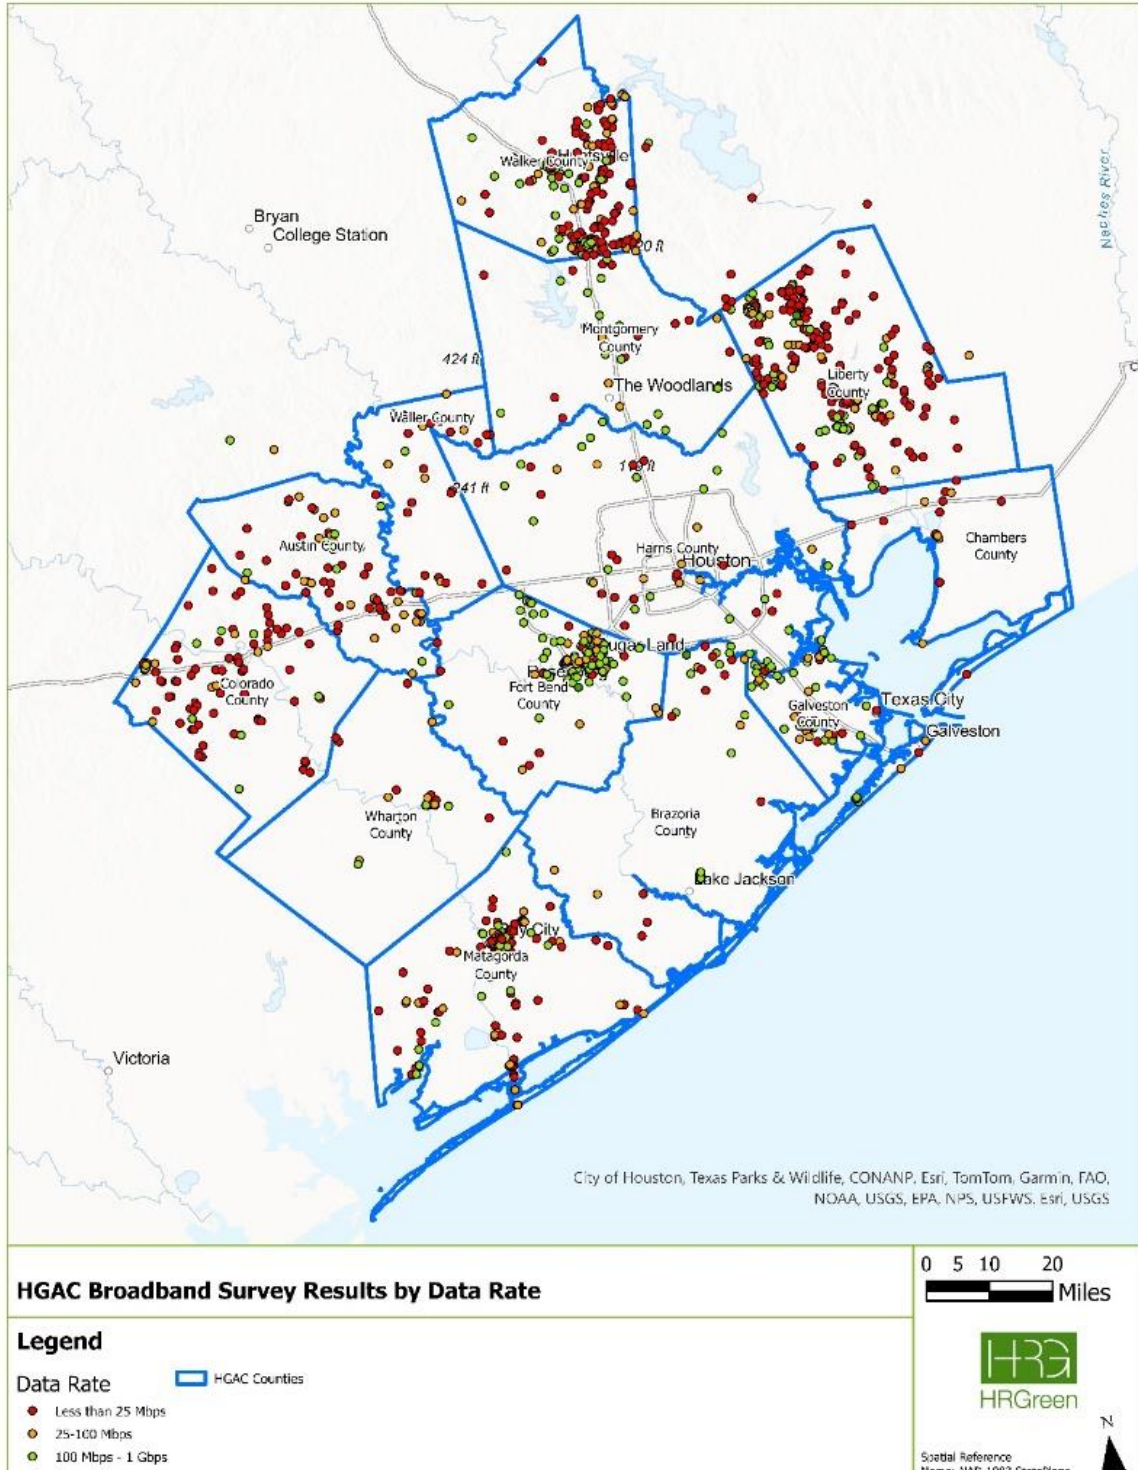 Neches River
Walker County
Bryan
College Station
Montgomery
County
424 ft
The Woodlands
Liberty
County
Waller County
241 ft
Austin County
Harris County
Houston
Chambers
County
Sugar Land
Fort Bend
County
Colorado
County
Galveston
County
Texas City
Galveston
Wharton
County
Brazoria
County
Lake Jackson
Matagorda
County
Victoria
City of Houston, Texas Parks & Wildlife, CONANP, Esri, TomTom, Garmin, FAO,
NOAA, USGS, EPA, NPS, USFWS, Esri, USGS
HGAC Broadband Survey Results by Data Rate
0 5 10 20
Miles
Legend
Data Rate
HGAC Counties
Less than 25 Mbps
25-100 Mbps
100 Mbps - 1 Gbps
HRG
HRGreen
N
Spatial Reference